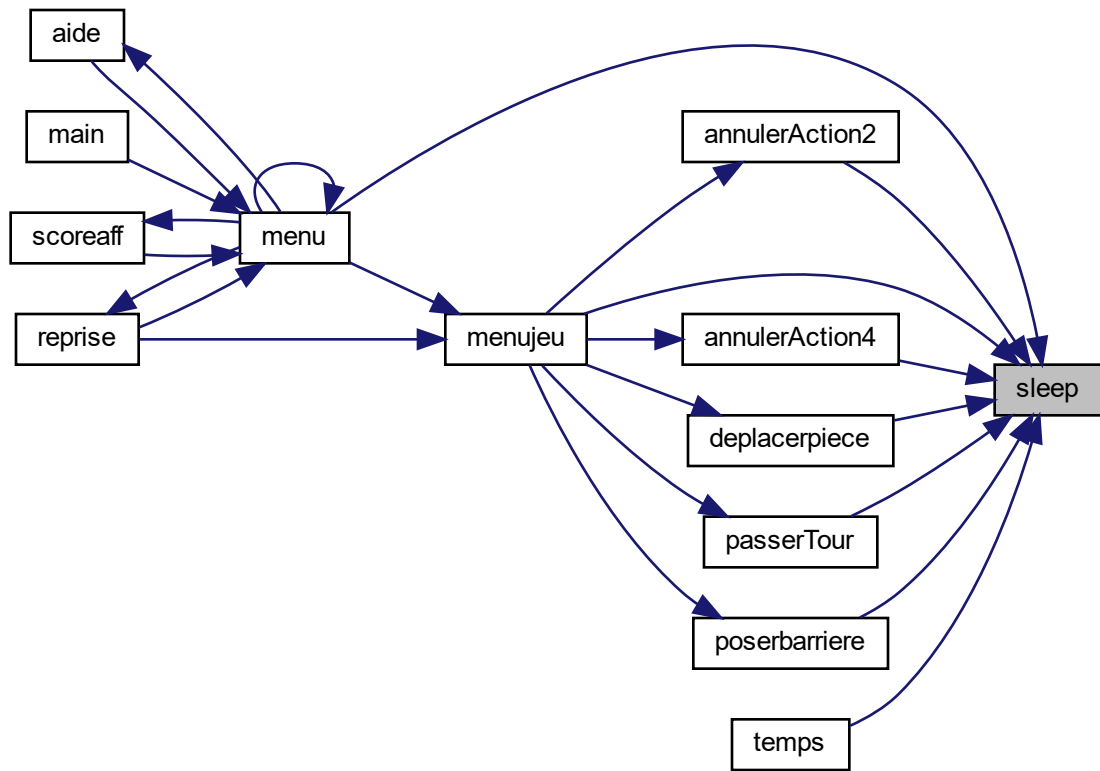 aide
main
scoreaff
reprise
menu
menujeu
annulerAction2
annulerAction4
deplacerpiece
passerTour
poserbarriere
temps
sleep